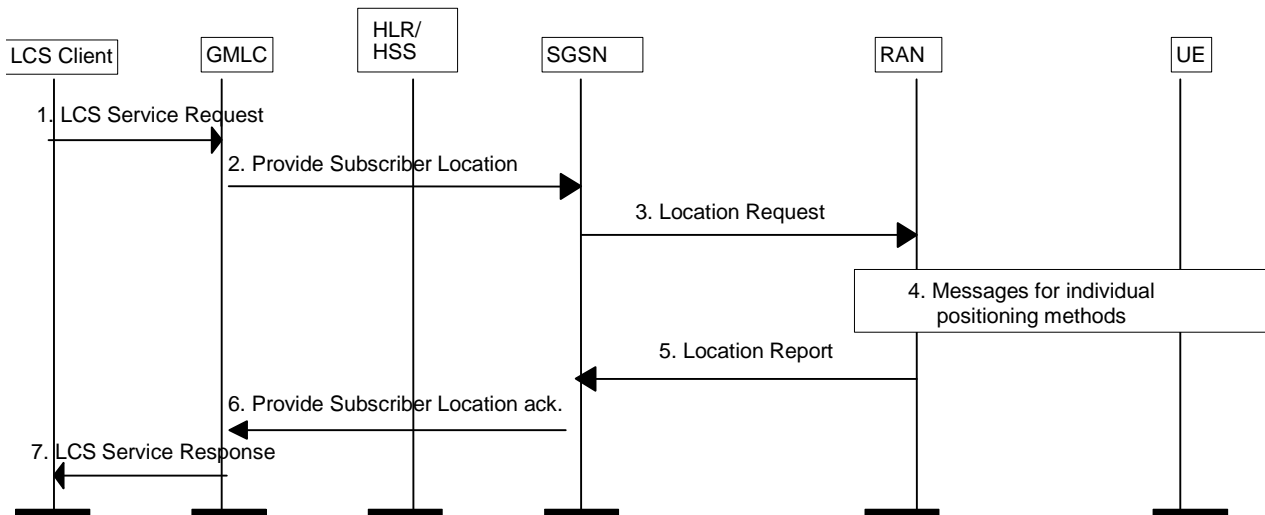 HLR/
HSS
LCS Client
GMLC
SGSN
RAN
UE
1. LCS Service Request
2. Provide Subscriber Location
3. Location Request
4. Messages for individual
positioning methods
5. Location Report
6. Provide Subscriber Location ack.
7. LCS Service Response